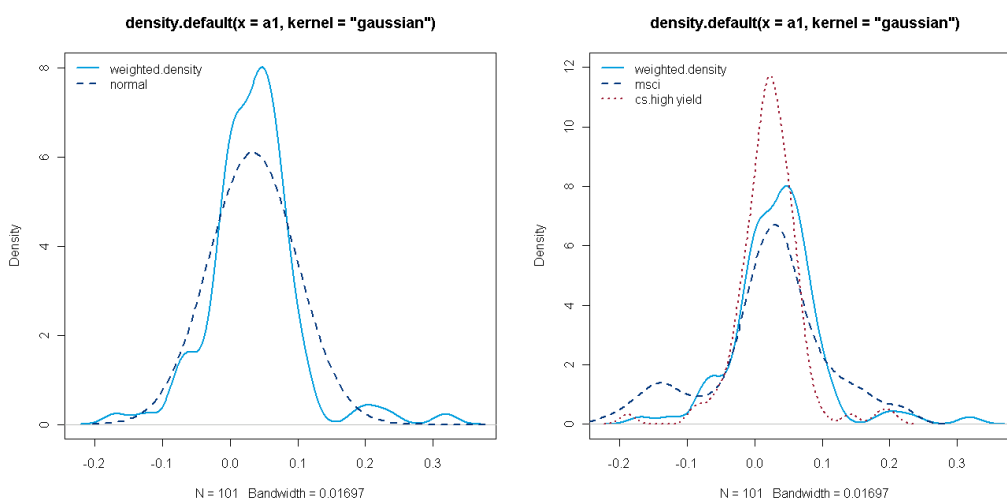 density.default(x = a1, kernel = "gaussian")
weighted.density
normal
Density
0 2 4 6 8
-0.2 -0.1 0.0 0.1 0.2 0.3
N = 101 Bandwidth = 0.01697
density.default(x = a1, kernel = "gaussian")
weighted.density
msci
cs.high yield
Density
0 2 4 6 8 10 12
-0.2 -0.1 0.0 0.1 0.2 0.3
N = 101 Bandwidth = 0.01697